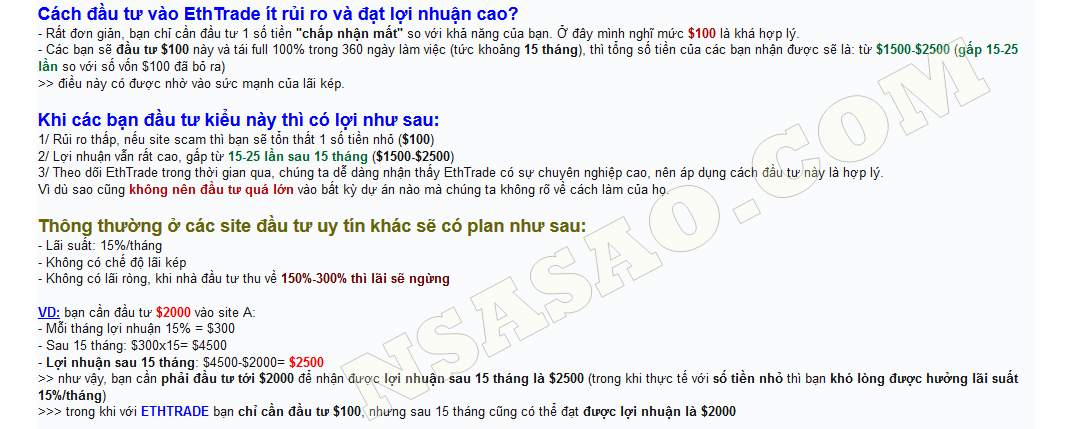 Cách đầu tư vào EthTrade ít rủi ro và đạt lợi nhuận cao?
- Rất đơn giản, bạn chỉ cần đầu tư 1 số tiền "chấp nhận mất" so với khả năng của bạn. Ở đây mình nghĩ mức $100 là khá hợp lý.
- Các bạn sẽ đầu tư $100 này và tái full 100% trong 360 ngày làm việc (tức khoảng 15 tháng), thì tổng số tiền của các bạn nhận được sẽ là: từ $1500-$2500 (gấp 15-25
lần so với số vốn $100 đã bỏ ra)
>> điều này có được nhờ vào sức mạnh của lãi kép.
Khi các bạn đầu tư kiểu này thì có lợi như sau:
1/ Rủi ro thấp, nếu site scam thì bạn sẽ tổn thất 1 số tiền nhỏ ($100)
2/ Lợi nhuận vẫn rất cao, gấp từ 15-25 lần sau 15 tháng ($1500-$2500)
3/ Theo dõi EthTrade trong thời gian qua, chúng ta dễ dàng nhận thấy EthTrade có sự chuyên nghiệp cao, nên áp dụng cách đầu tư này là hợp lý.
Vì dù sao cũng không nên đầu tư quá lớn vào bất kỳ dự án nào mà chúng ta không rõ về cách làm của họ.
Thông thường ở các site đầu tư uy tín khác sẽ có plan như sau:
- Lãi suất: 15%/tháng
- Không có chế độ lãi kép
- Không có lãi ròng, khi nhà đầu tư thu về 150%-300% thì lãi sẽ ngừng
VD: bạn cần đầu tư $2000 vào site A:
- Mỗi tháng lợi nhuận 15% = $300
- Sau 15 tháng: $300x15= $4500
- Lợi nhuận sau 15 tháng: $4500-$2000= $2500
>> như vậy, bạn cần phải đầu tư tới $2000 để nhận được lợi nhuận sau 15 tháng là $2500 (trong khi thực tế với số tiền nhỏ thì bạn khó lòng được hưởng lãi suất
15%/tháng)
>>> trong khi với ETHTRADE bạn chỉ cần đầu tư $100, nhưng sau 15 tháng cũng có thể đạt được lợi nhuận là $2000
NSASAO.COM